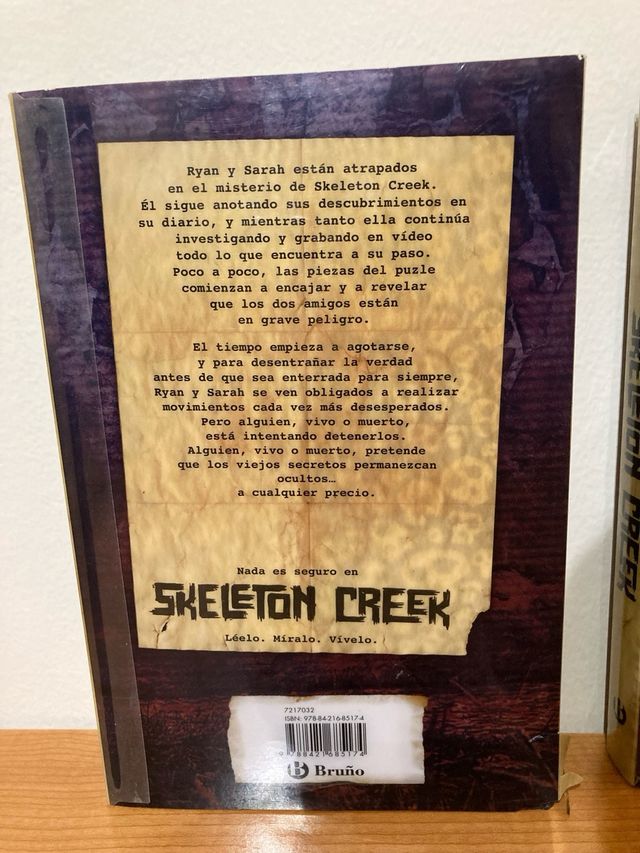 Ryan y Sarah están atrapados
en el misterio de Skeleton Creek.
Él sigue anotando sus descubrimientos en
su diario, y mientras tanto ella continúa
investigando y grabando en vídeo
todo lo que encuentra a su paso.
Poco a poco, las piezas del puzle
comienzan a encajar y a revelar
que los dos amigos están
en grave peligro.
El tiempo empieza a agotarse,
y para desentrañar la verdad
antes de que sea enterrada para siempre,
Ryan y Sarah se ven obligados a realizar
movimientos cada vez más desesperados.
Pero alguien, vivo o muerto,
está intentando detenerlos.
Alguien, vivo o muerto, pretende
que los viejos secretos permanezcan
ocultos…
a cualquier precio.
Nada es seguro en
SKELETON CREEK
Léelo. Míralo. Vívelo.
7217032
ISBN: 978-84-216-8517-4
9 788421 685174
B Bruño
SKELETON CREEK